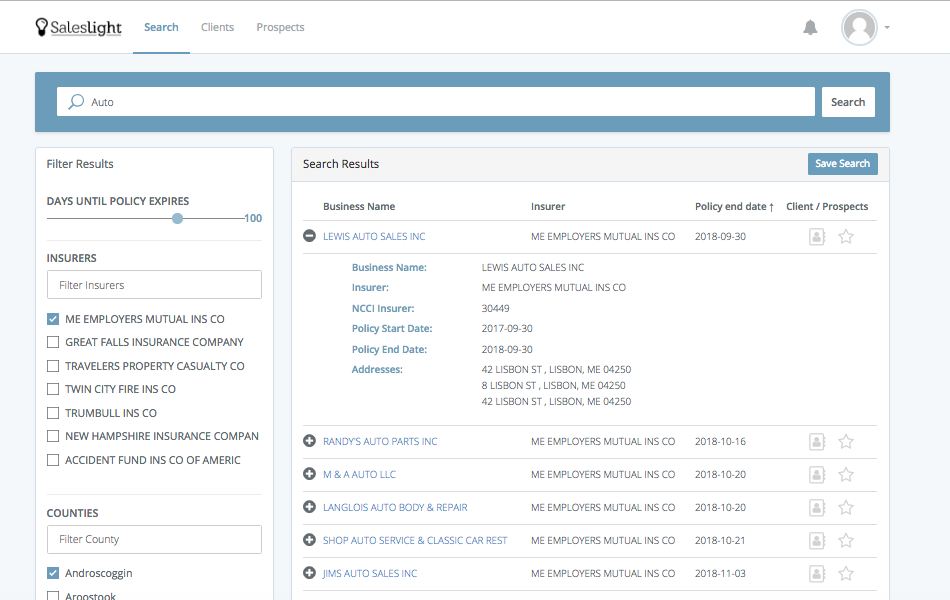 Saleslight Search Clients Prospects
Auto
Search
Filter Results
DAYS UNTIL POLICY EXPIRES
100
INSURERS
Filter Insurers
ME EMPLOYERS MUTUAL INS CO
GREAT FALLS INSURANCE COMPANY
TRAVELERS PROPERTY CASUALTY CO
TWIN CITY FIRE INS CO
TRUMBULL INS CO
NEW HAMPSHIRE INSURANCE COMPAN
ACCIDENT FUND INS CO OF AMERIC
COUNTIES
Filter County
Androscoggin
Aroostook
Search Results
Save Search
Business Name Insurer Policy end date ↑ Client / Prospects
LEWIS AUTO SALES INC ME EMPLOYERS MUTUAL INS CO 2018-09-30
Business Name: LEWIS AUTO SALES INC
Insurer: ME EMPLOYERS MUTUAL INS CO
NCCI Insurer: 30449
Policy Start Date: 2017-09-30
Policy End Date: 2018-09-30
Addresses: 42 LISBON ST , LISBON, ME 04250
8 LISBON ST , LISBON, ME 04250
42 LISBON ST , LISBON, ME 04250
RANDY'S AUTO PARTS INC ME EMPLOYERS MUTUAL INS CO 2018-10-16
M & A AUTO LLC ME EMPLOYERS MUTUAL INS CO 2018-10-20
LANGLOIS AUTO BODY & REPAIR ME EMPLOYERS MUTUAL INS CO 2018-10-20
SHOP AUTO SERVICE & CLASSIC CAR REST ME EMPLOYERS MUTUAL INS CO 2018-10-21
JIMS AUTO SALES INC ME EMPLOYERS MUTUAL INS CO 2018-11-03